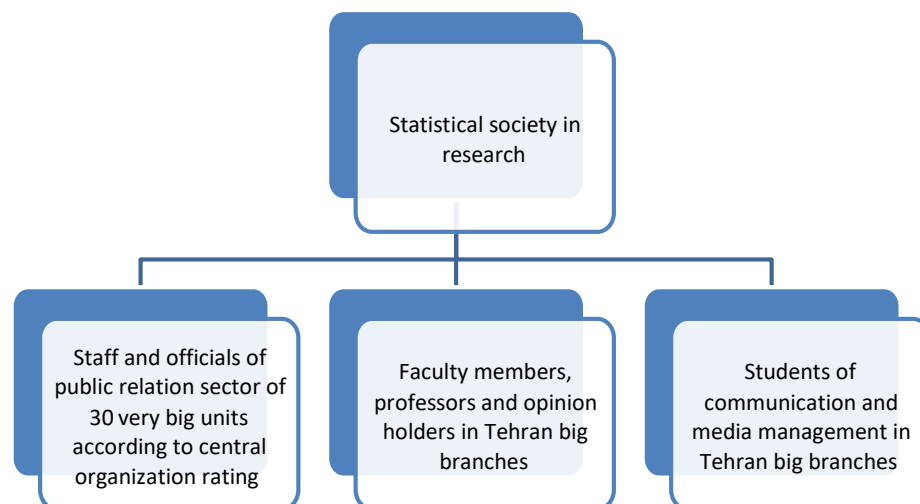 Statistical society in
research
Staff and officials of
public relation sector of
30 very big units
according to central
organization rating
Faculty members,
professors and opinion
holders in Tehran big
branches
Students of
communication and
media management in
Tehran big branches